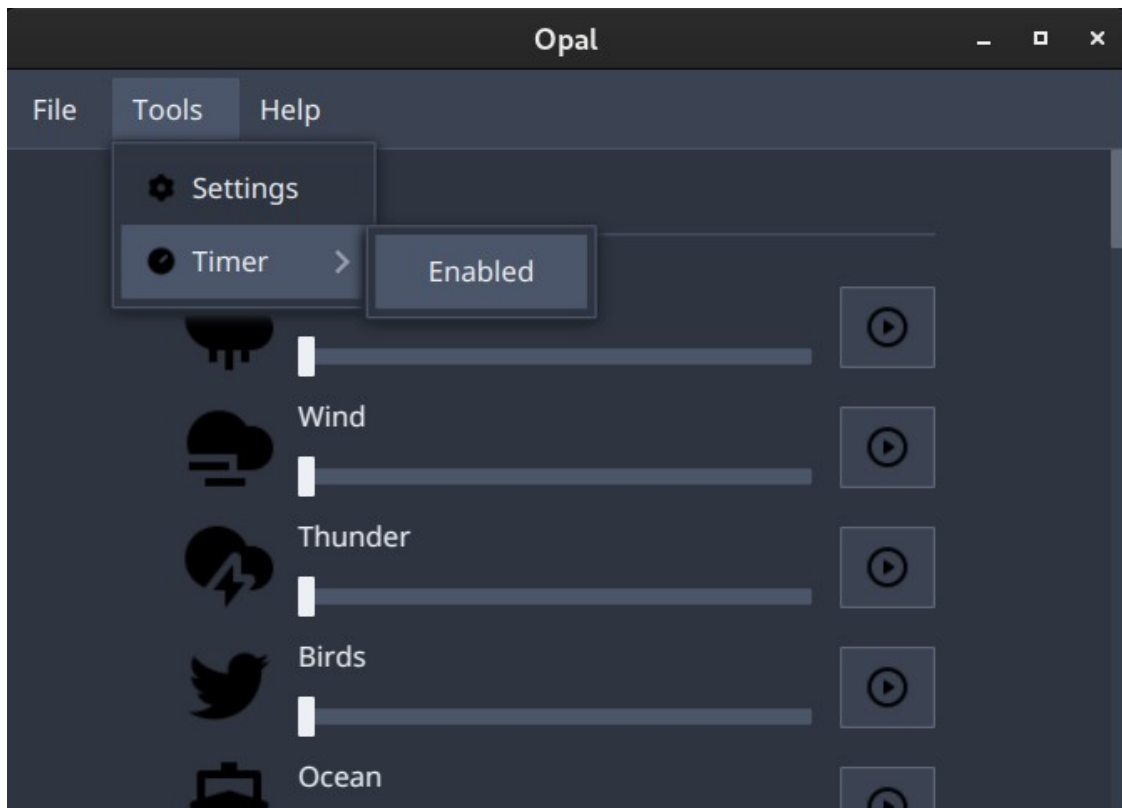 Opal
File Tools Help
Settings
Timer
Enabled
Wind
Thunder
Birds
Ocean